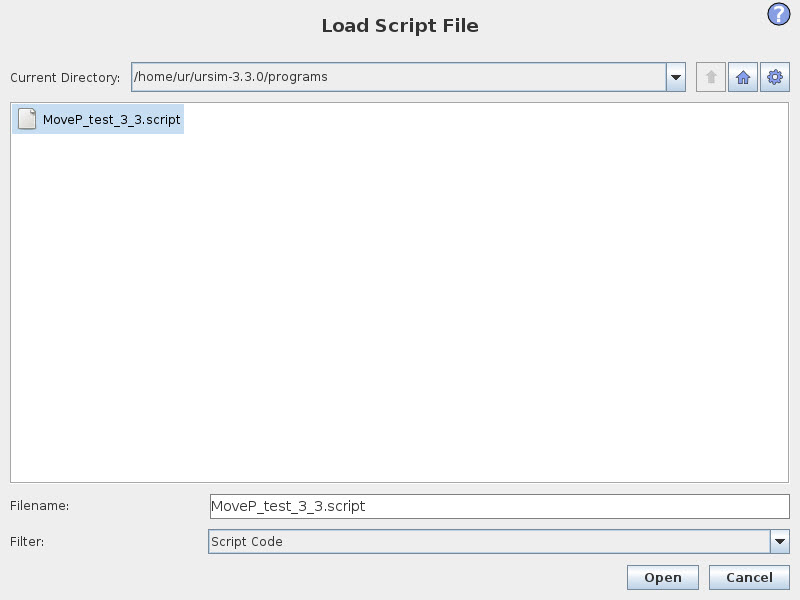 Load Script File
?
Current Directory: /home/ur/ursim-3.3.0/programs
MoveP_test_3_3.script
Filename: MoveP_test_3_3.script
Filter: Script Code
Open Cancel